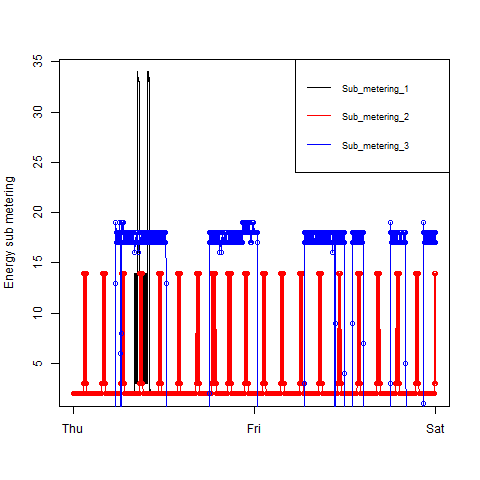 Energy sub metering
35
30
25
20
15
10
5
Thu Fri Sat
Sub_metering_1
Sub_metering_2
Sub_metering_3